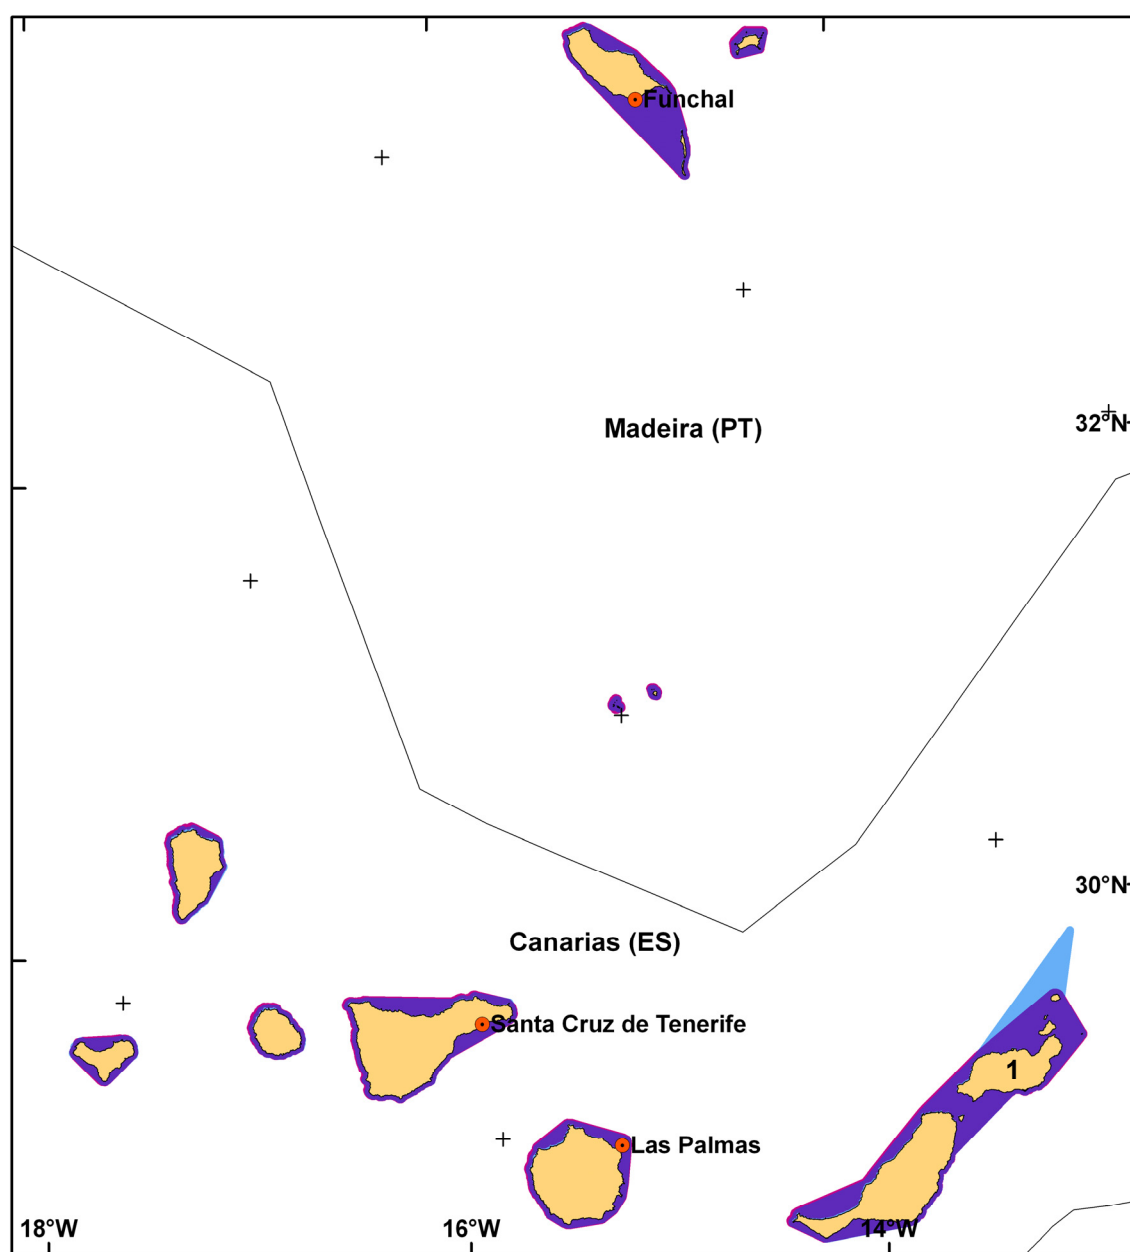 Funchal
Madeira (PT)
32°N
30°N
Canarias (ES)
Santa Cruz de Tenerife
1
Las Palmas
18°W
16°W
14°W